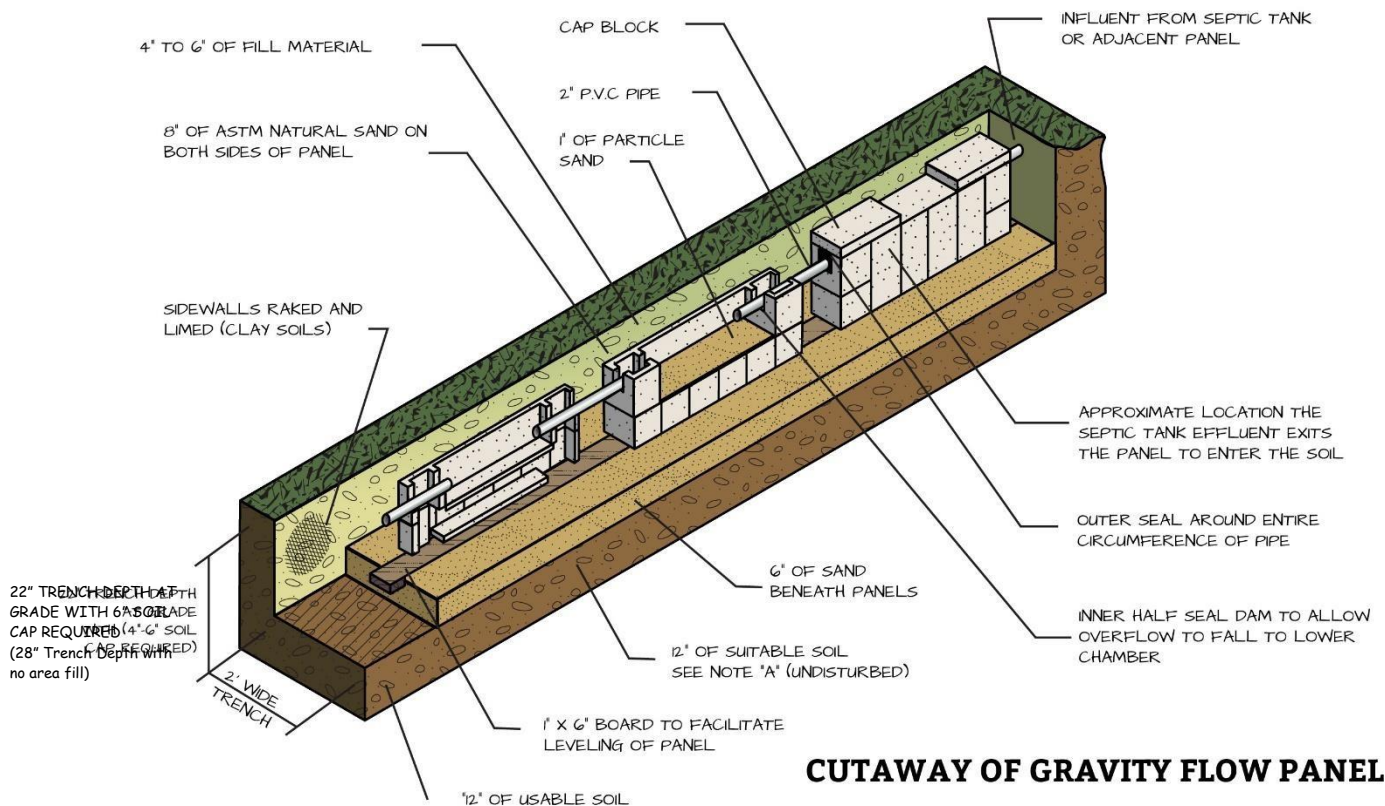 4" TO 6" OF FILL MATERIAL
8" OF ASTM NATURAL SAND ON
BOTH SIDES OF PANEL
CAP BLOCK
2" P.V.C PIPE
1" OF PARTICLE
SAND
INFLUENT FROM SEPTIC TANK
OR ADJACENT PANEL
SIDEWALLS RAKED AND
LIMED (CLAY SOILS)
APPROXIMATE LOCATION THE
SEPTIC TANK EFFLUENT EXITS
THE PANEL TO ENTER THE SOIL
OUTER SEAL AROUND ENTIRE
CIRCUMFERENCE OF PIPE
INNER HALF SEAL DAM TO ALLOW
OVERFLOW TO FALL TO LOWER
CHAMBER
6" OF SAND
BENEATH PANELS
12" OF SUITABLE SOIL
SEE NOTE "A" (UNDISTURBED)
1" X 6" BOARD TO FACILITATE
LEVELING OF PANEL
"12" OF USABLE SOIL
22" TRENCH DEPTH AT
GRADE WITH 6" SOIL
CAP REQUIRED
(28" Trench Depth with
no area fill)
(4"-6" SOIL
CAP REQUIRED)
2' WIDE
TRENCH
CUTAWAY OF GRAVITY FLOW PANEL